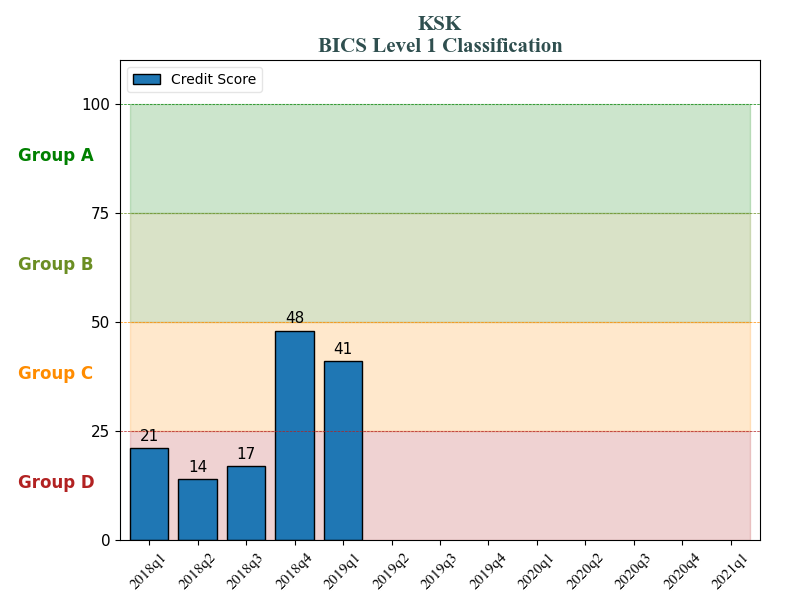 KSK
BICS Level 1 Classification
Credit Score
100
Group A
75
Group B
50
48
41
Group C
25
21
14
17
Group D
0
2018q1 2018q2 2018q3 2018q4 2019q1 2019q2 2019q3 2019q4 2020q1 2020q2 2020q3 2020q4 2021q1